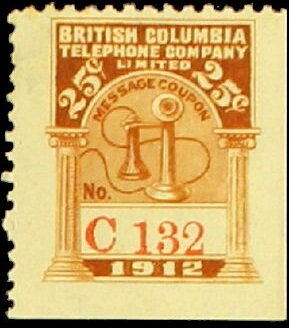 BRITISH COLUMBIA
TELEPHONE COMPANY
LIMITED
25¢ 25¢
MESSAGE COUPON
No.
C 132
1912